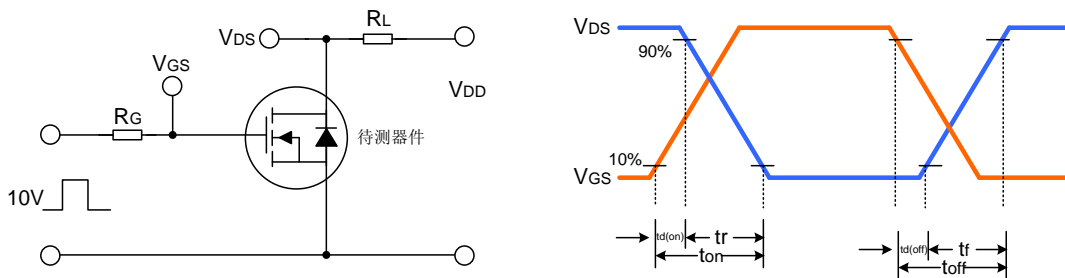 VDS
RL
VGS
VDD
RG
待测器件
10V
VDS
90%
10%
VGS
td(on)
tr
ton
td(off)
tf
toff